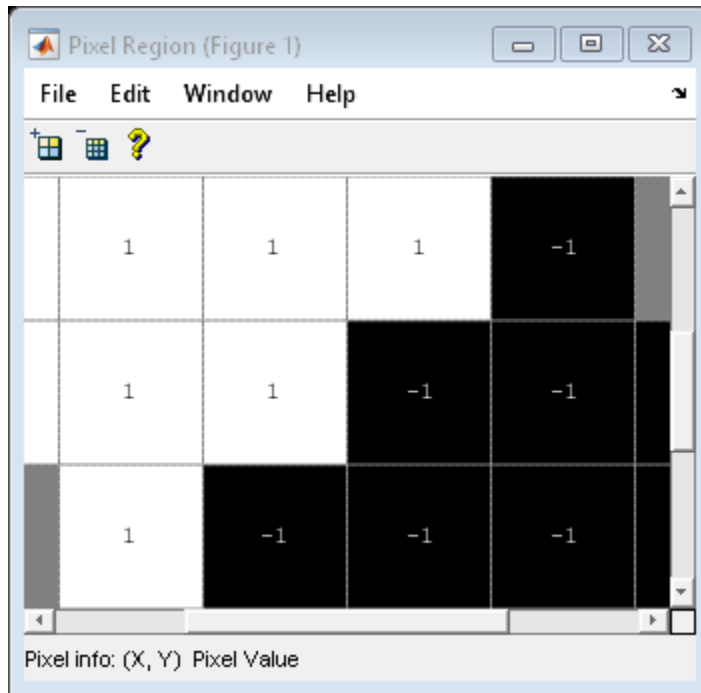 Pixel Region (Figure 1)
File Edit Window Help
1 1 1 -1
1 1 -1 -1
1 -1 -1 -1
Pixel info: (X, Y) Pixel Value